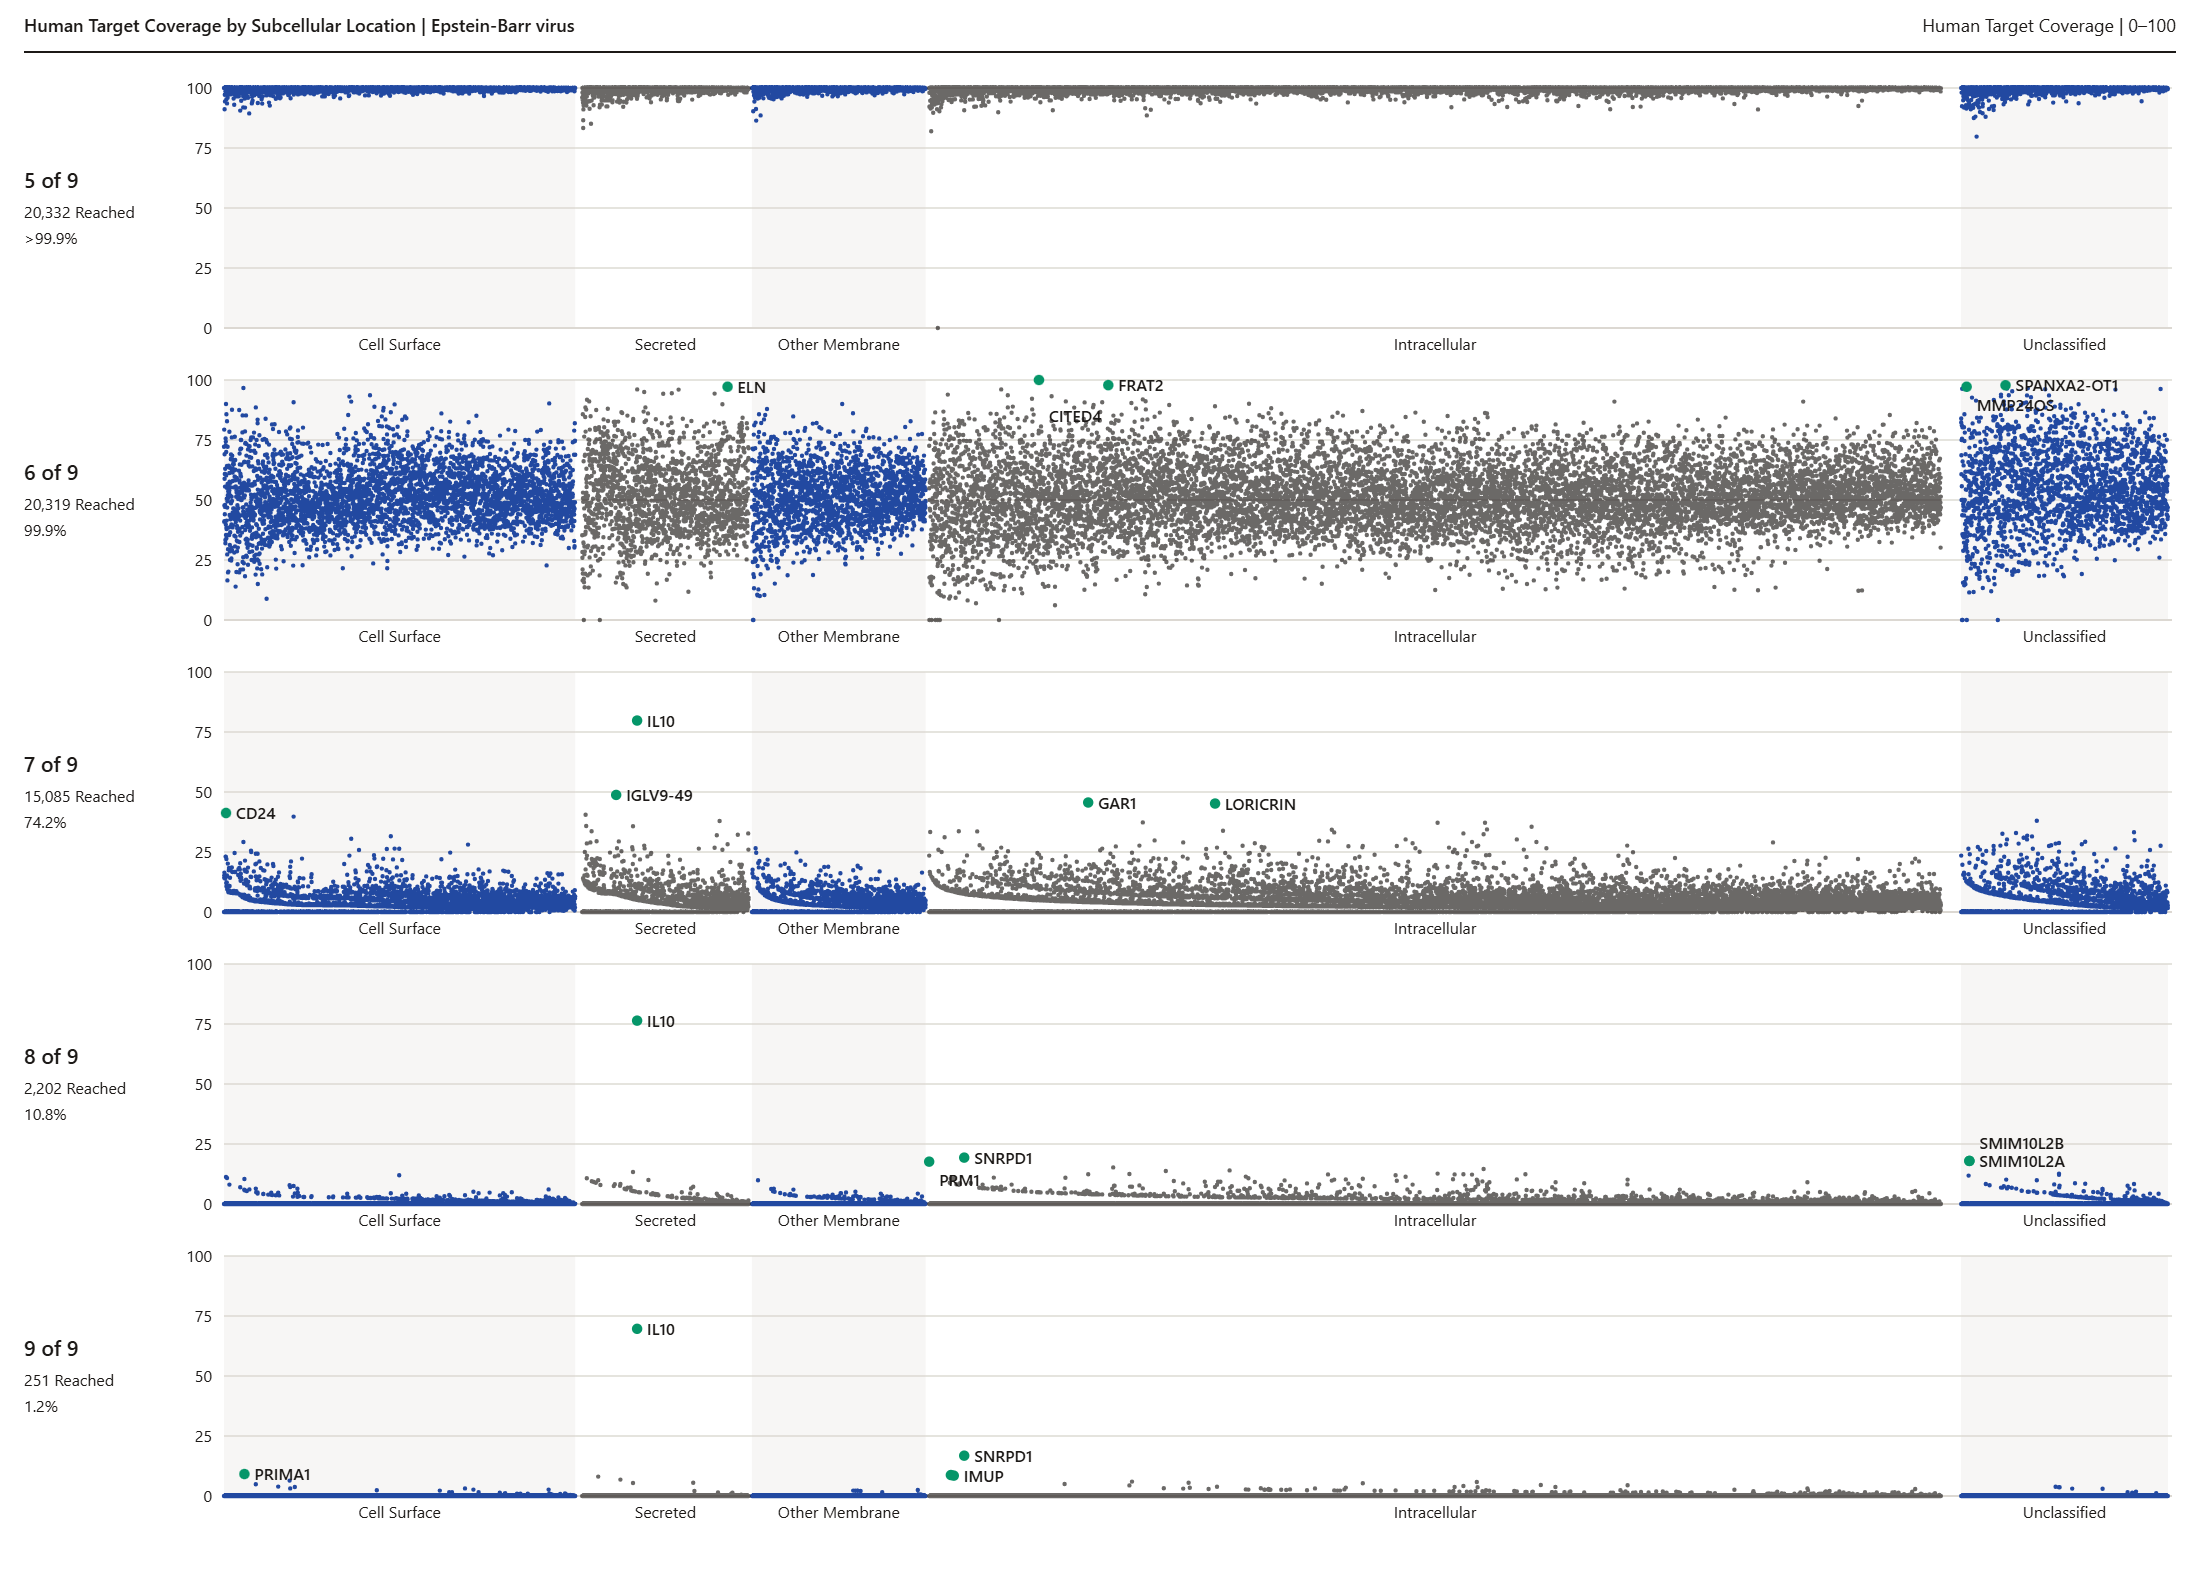 Human Target Coverage by Subcellular Location | Epstein-Barr virus
Human Target Coverage | 0–100
5 of 9
20,332 Reached
>99.9%
100
75
50
25
0
Cell Surface
Secreted
Other Membrane
Intracellular
Unclassified
6 of 9
20,319 Reached
99.9%
100
75
50
25
0
ELN
FRAT2
CITED4
SPANXA2-OT1
MMP24OS
Cell Surface
Secreted
Other Membrane
Intracellular
Unclassified
7 of 9
15,085 Reached
74.2%
100
75
50
25
0
IL10
IGLV9-49
CD24
GAR1
LORICRIN
Cell Surface
Secreted
Other Membrane
Intracellular
Unclassified
8 of 9
2,202 Reached
10.8%
100
75
50
25
0
IL10
SNRPD1
PRM1
SMIM10L2B
SMIM10L2A
Cell Surface
Secreted
Other Membrane
Intracellular
Unclassified
9 of 9
251 Reached
1.2%
100
75
50
25
0
IL10
PRIMA1
SNRPD1
IMUP
Cell Surface
Secreted
Other Membrane
Intracellular
Unclassified